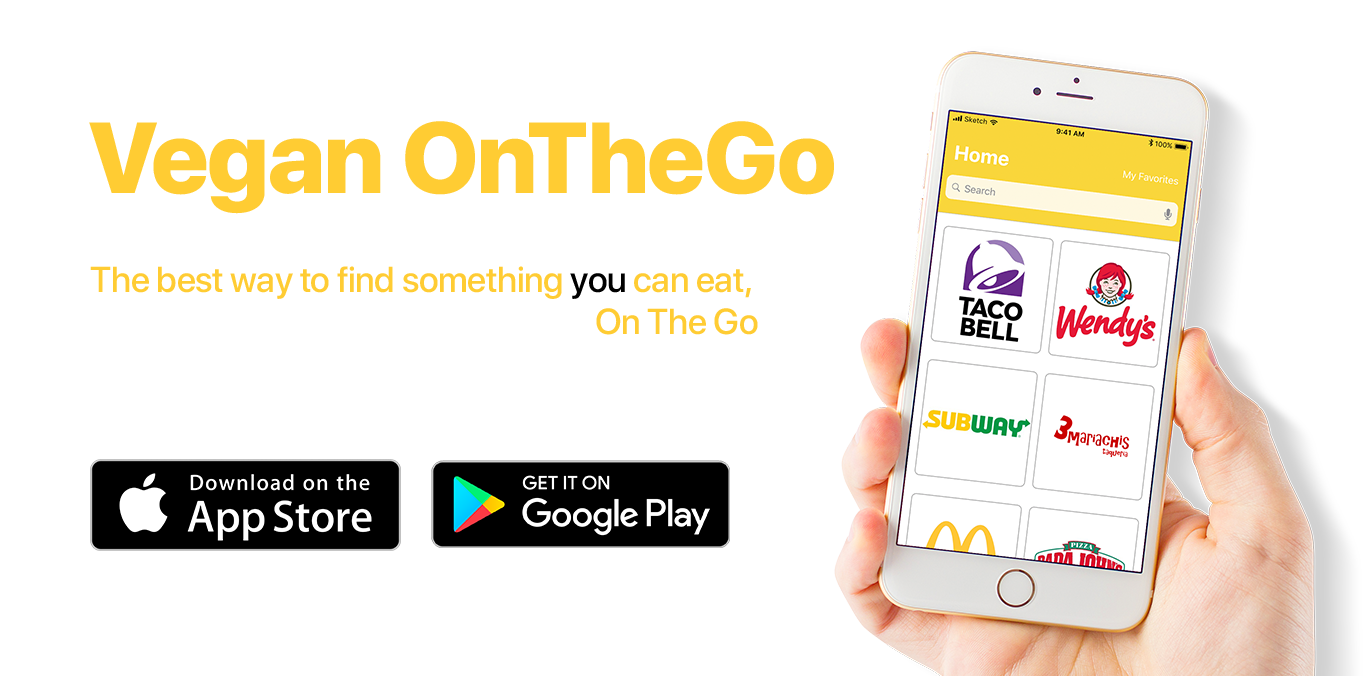 Vegan OnTheGo
The best way to find something you can eat,
On The Go
Download on the
App Store
GET IT ON
Google Play
Sketch
9:41 AM
100%
Home
My Favorites
Search
TACO
BELL
Wendy's
SUBWAY
3 Mariachis
taqueria
PIZZA
PAPA JOHNS